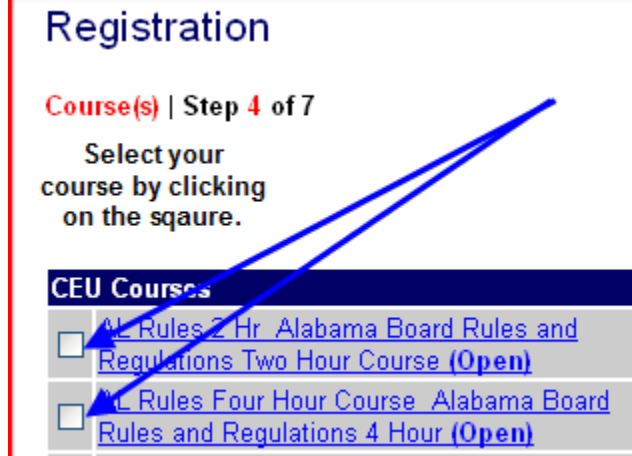 Registration
Course(s) | Step 4 of 7
Select your
course by clicking
on the sqaure.
CEU Courses
AL Rules 2 Hr Alabama Board Rules and
Regulations Two Hour Course (Open)
AL Rules Four Hour Course Alabama Board
Rules and Regulations 4 Hour (Open)